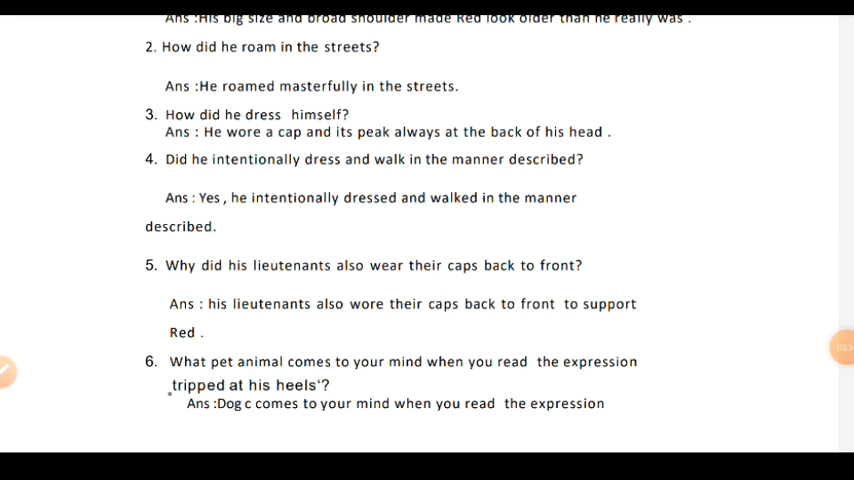 Ans :His big size and broad shoulder made Red look older than he really was .
2. How did he roam in the streets?
Ans :He roamed masterfully in the streets.
3. How did he dress himself?
Ans : He wore a cap and its peak always at the back of his head .
4. Did he intentionally dress and walk in the manner described?
Ans : Yes , he intentionally dressed and walked in the manner
described.
5. Why did his lieutenants also wear their caps back to front?
Ans : his lieutenants also wore their caps back to front to support
Red .
6. What pet animal comes to your mind when you read the expression
tripped at his heels'?
Ans :Dog c comes to your mind when you read the expression